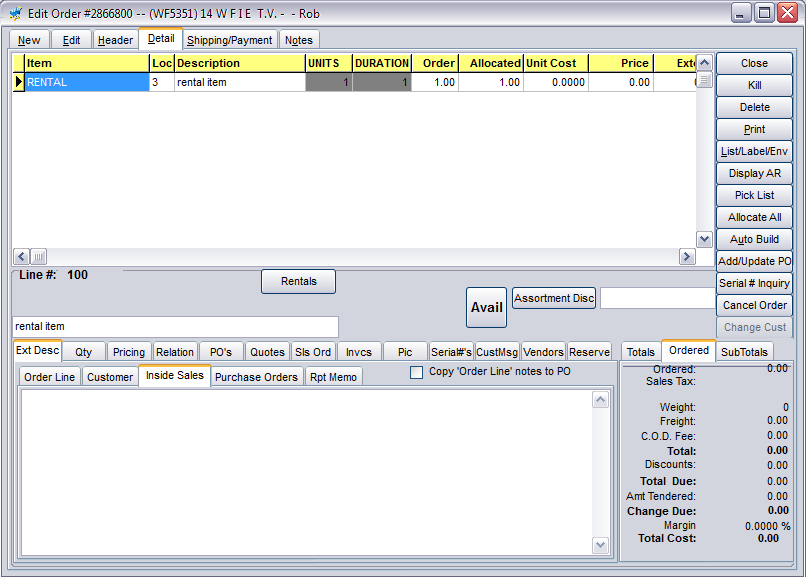 Edit Order #2866800 -- (WF5351) 14 W F I E T.V. - - Rob
New Edit Header Detail Shipping/Payment Notes
Item Loc Description UNITS DURATION Order Allocated Unit Cost Price Exte
RENTAL 3 rental item 1 1 1.00 1.00 0.0000 0.00 0
Close
Kill
Delete
Print
List/Label/Env
Display AR
Pick List
Allocate All
Auto Build
Add/Update PO
Serial # Inquiry
Cancel Order
Change Cust
Line #: 100
Rentals
Avail
Assortment Disc
rental item
Ext Desc Qty Pricing Relation PO's Quotes Sls Ord Invcs Pic Serial#'s CustMsg Vendors Reserve
Order Line Customer Inside Sales Purchase Orders Rpt Memo
Copy 'Order Line' notes to PO
Totals Ordered SubTotals
Ordered: 0.00
Sales Tax:
Weight: 0
Freight: 0.00
C.O.D. Fee: 0.00
Total: 0.00
Discounts: 0.00
Total Due: 0.00
Amt Tendered: 0.00
Change Due: 0.00
Margin 0.0000 %
Total Cost: 0.00